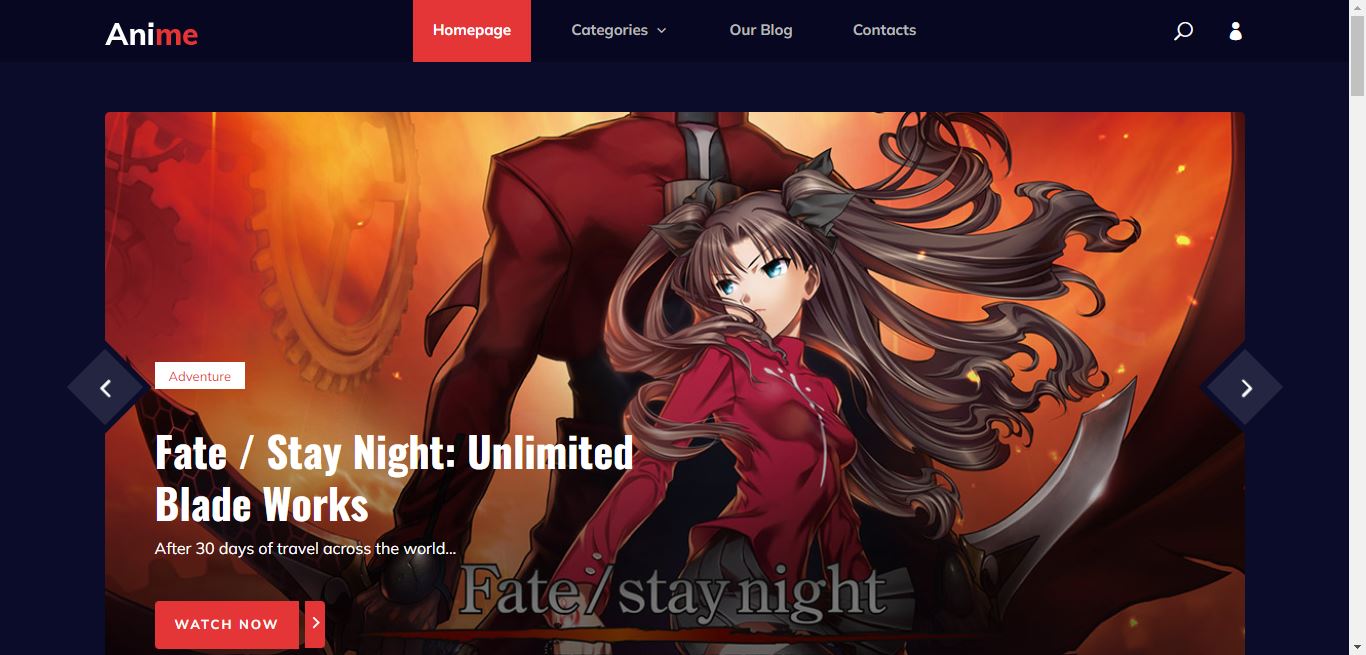 Anime
Homepage
Categories
Our Blog
Contacts
Adventure
Fate / Stay Night: Unlimited
Blade Works
After 30 days of travel across the world...
Fate/stay night
WATCH NOW